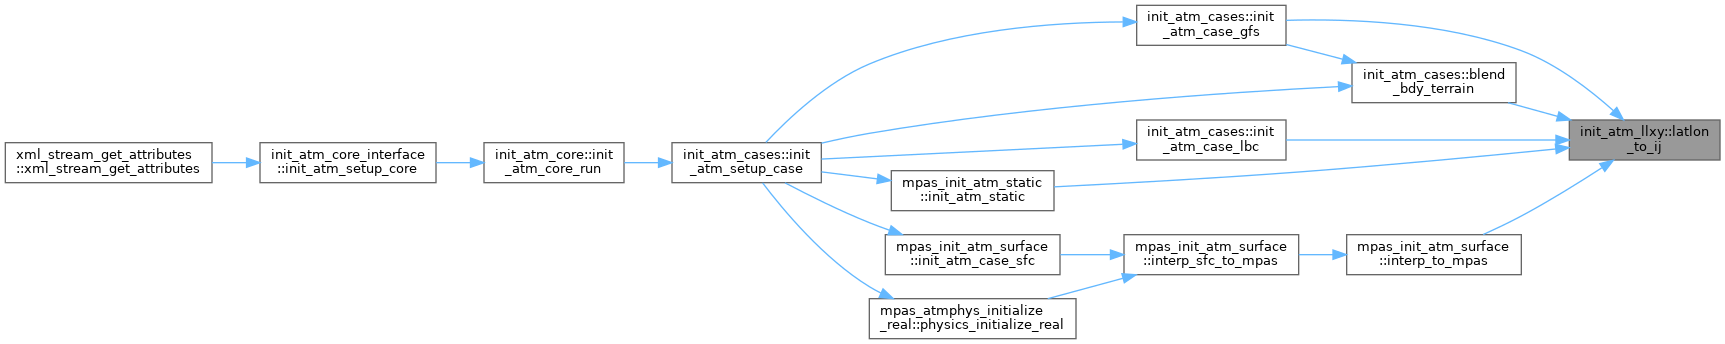 xml_stream_get_attributes
::xml_stream_get_attributes
init_atm_core_interface
::init_atm_setup_core
init_atm_core::init
_atm_core_run
init_atm_cases::init
_atm_setup_case
init_atm_cases::init
_atm_case_gfs
init_atm_cases::blend
_bdy_terrain
init_atm_cases::init
_atm_case_lbc
mpas_init_atm_static
::init_atm_static
mpas_init_atm_surface
::init_atm_case_sfc
mpas_atmphys_initialize
_real::physics_initialize_real
mpas_init_atm_surface
::interp_sfc_to_mpas
mpas_init_atm_surface
::interp_to_mpas
init_atm_llxy::latlon
_to_ij